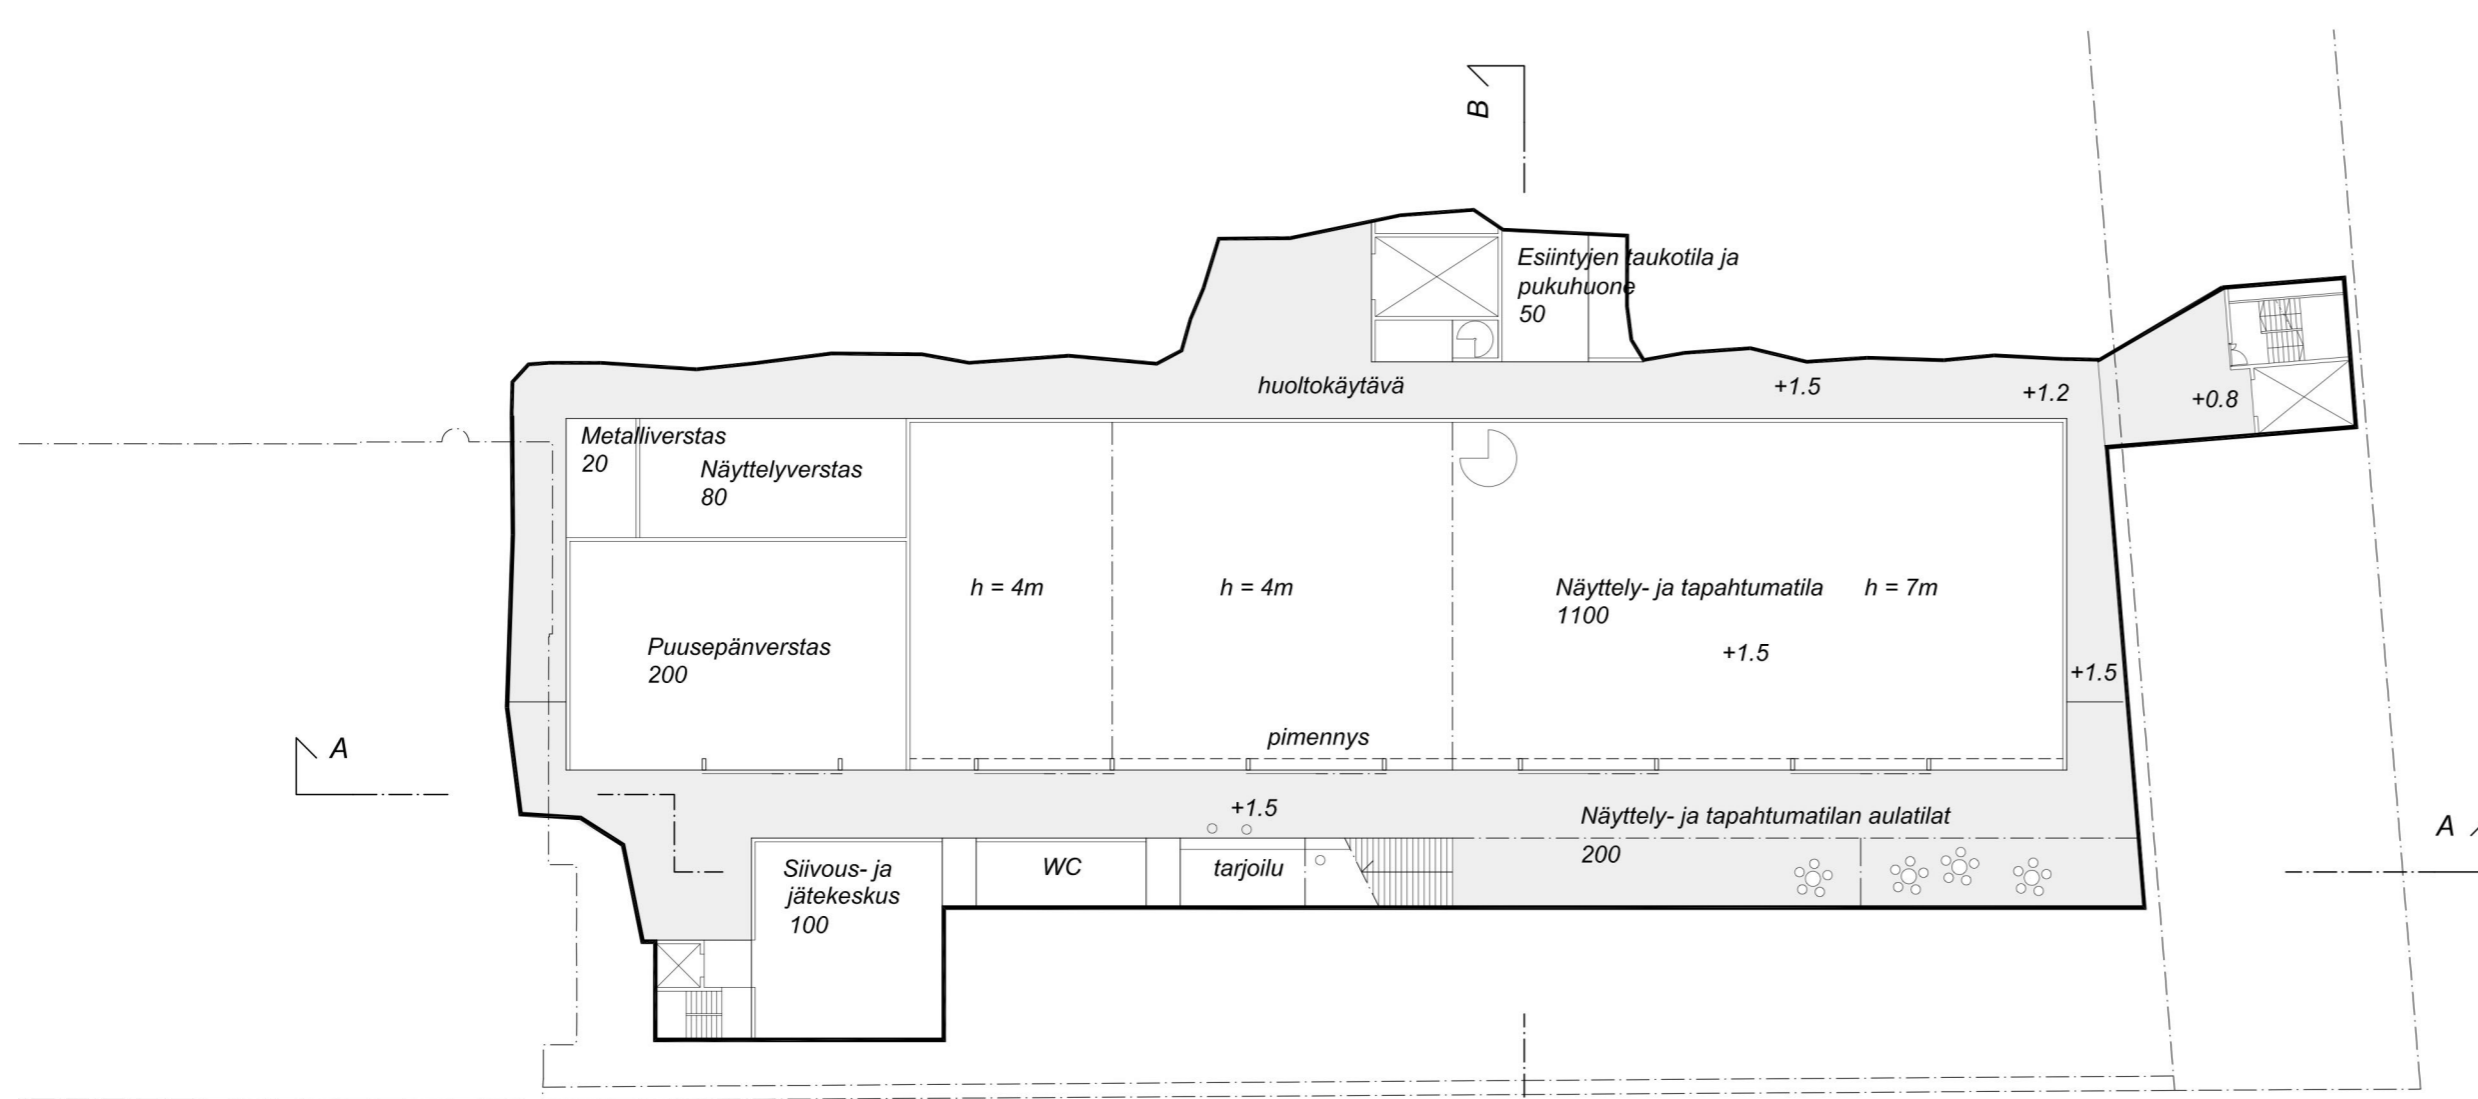 B
Esiintyjen taukotila ja
pukuhuone
50
huoltokäytävä
+1.5
+1.2
+0.8
Metalliverstas
20
Näyttelyverstas
80
h = 4m
h = 4m
Näyttely- ja tapahtumatila
1100
h = 7m
Puusepänverstas
200
+1.5
+1.5
pimennys
A
+1.5
Näyttely- ja tapahtumatilan aulatilat
200
A
Siivous- ja
jätekeskus
100
WC
tarjoilu